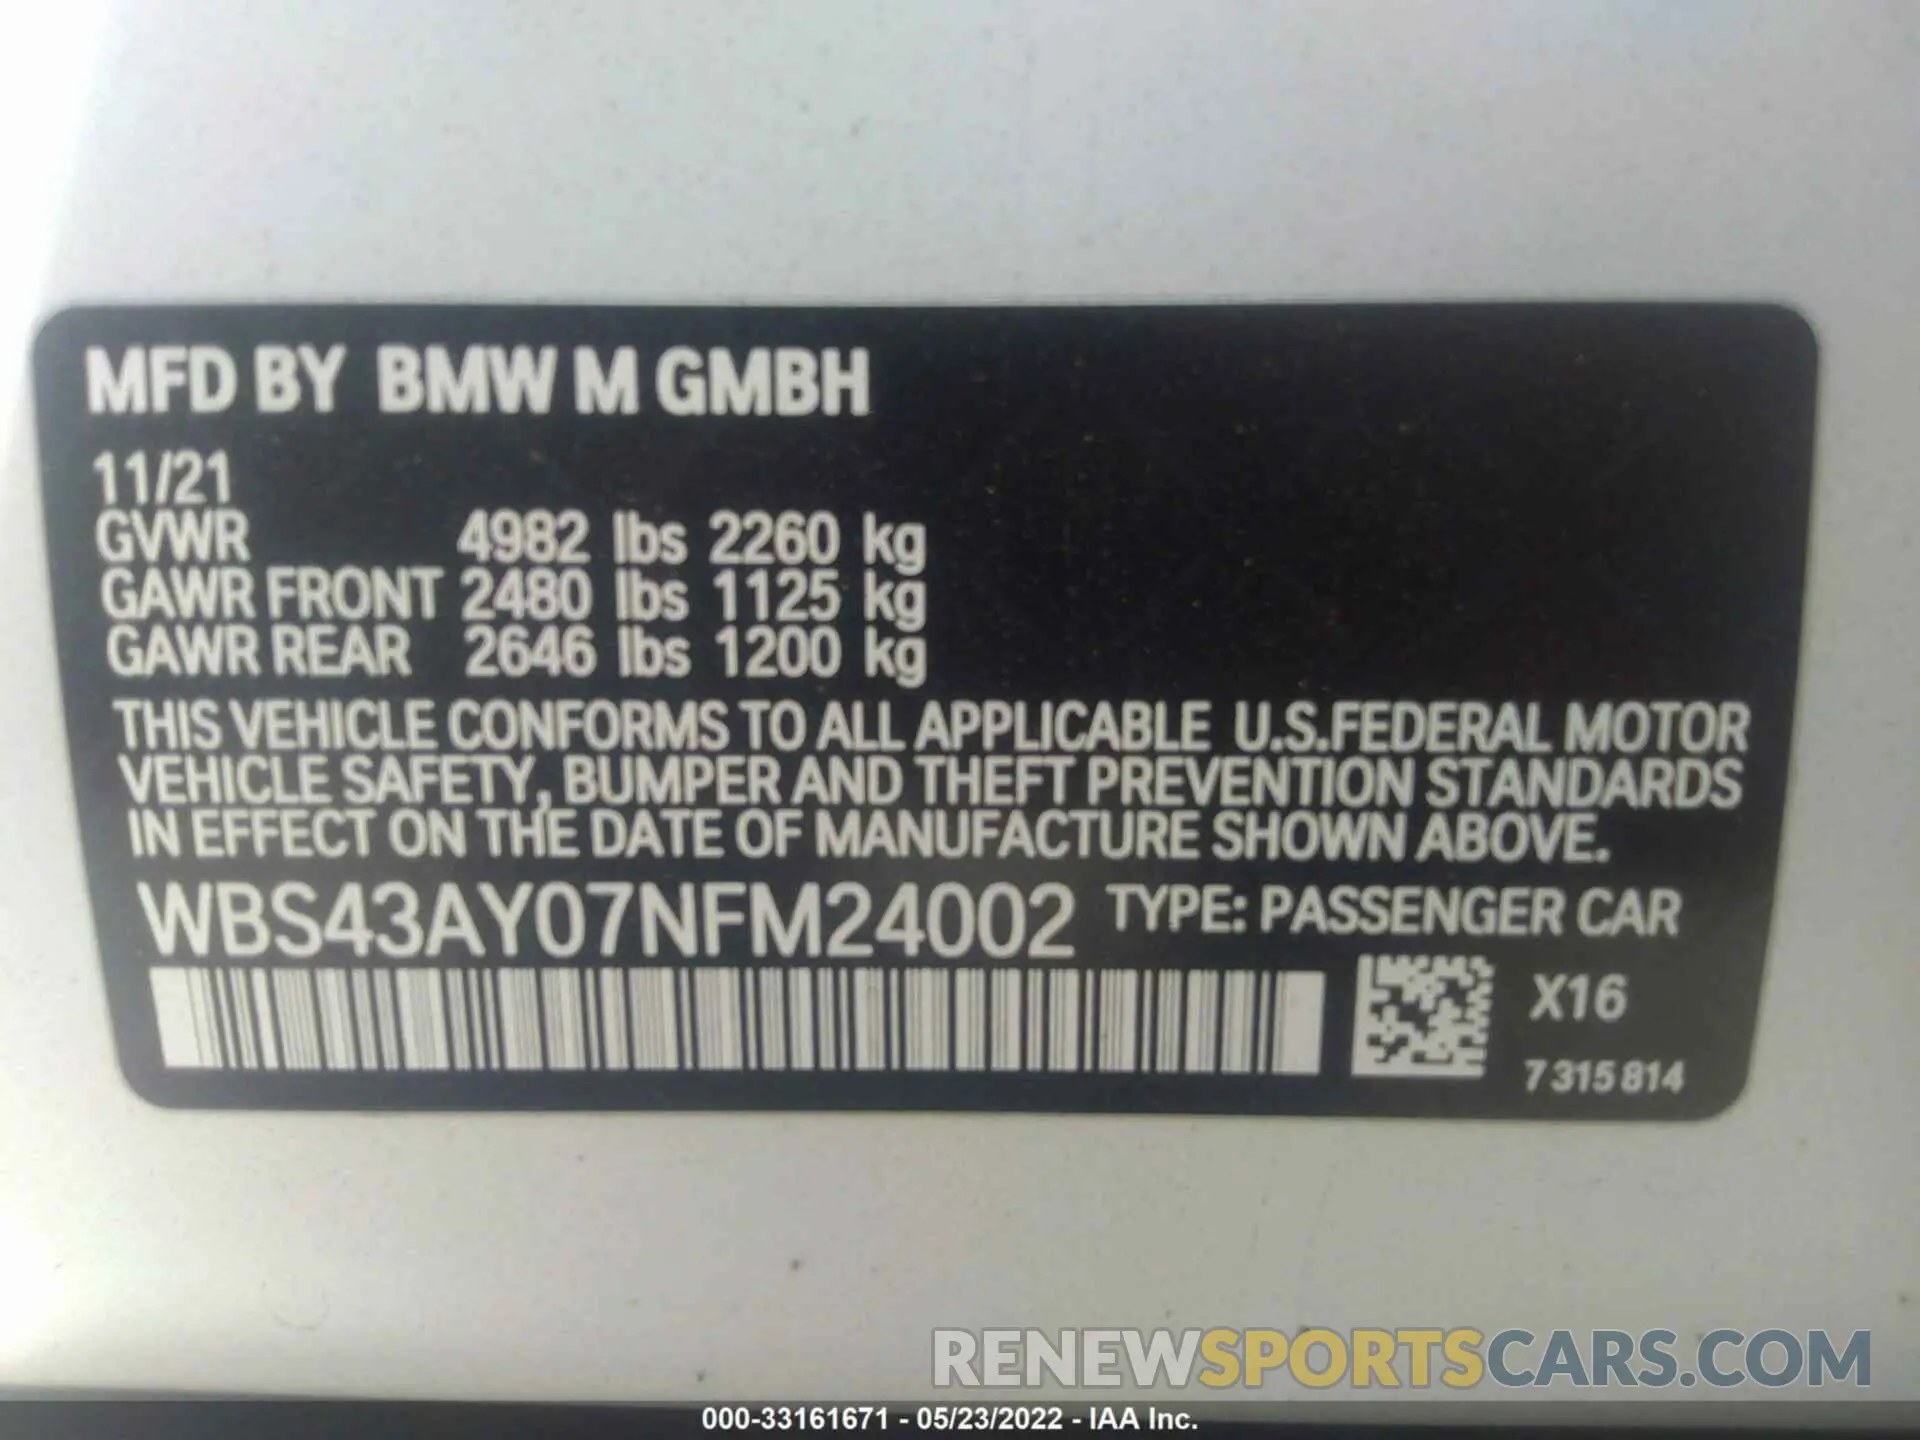 MFD BY BMW M GMBH
11/21
GVWR 4982 lbs 2260 kg
GAWR FRONT 2480 lbs 1125 kg
GAWR REAR 2646 lbs 1200 kg
THIS VEHICLE CONFORMS TO ALL APPLICABLE U.S.FEDERAL MOTOR
VEHICLE SAFETY, BUMPER AND THEFT PREVENTION STANDARDS
IN EFFECT ON THE DATE OF MANUFACTURE SHOWN ABOVE.
WBS43AY07NFM24002 TYPE: PASSENGER CAR
X16
7 315 814
RENEWSPORTSCARS.COM
000-33161671 - 05/23/2022 - IAA Inc.